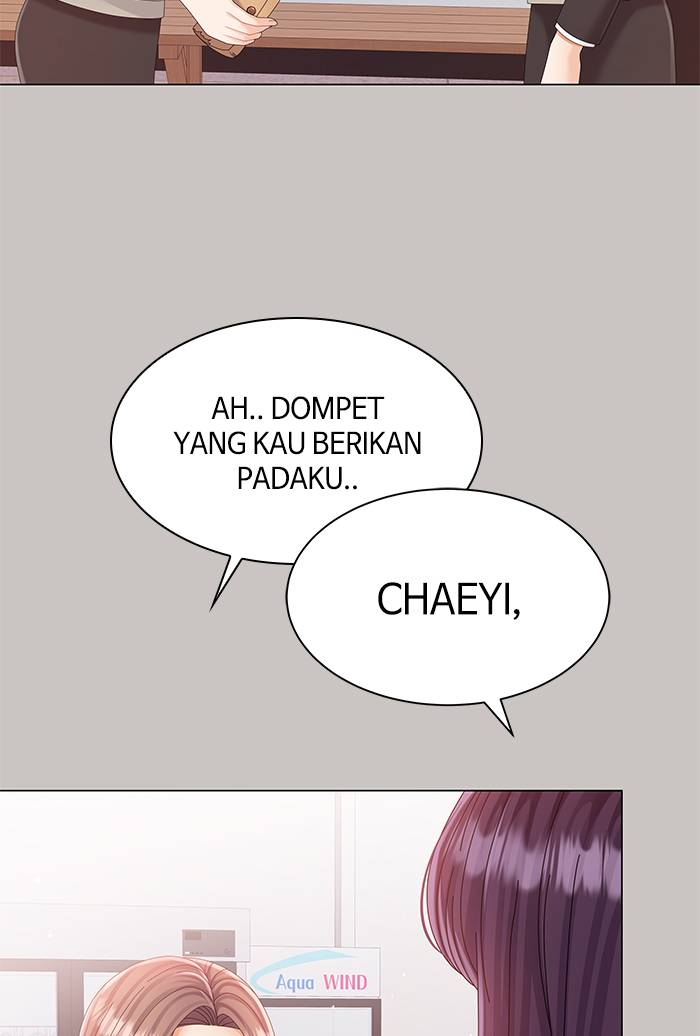 AH.. DOMPET
YANG KAU BERIKAN
PADAKU..
CHAEYI,
Aqua WIND